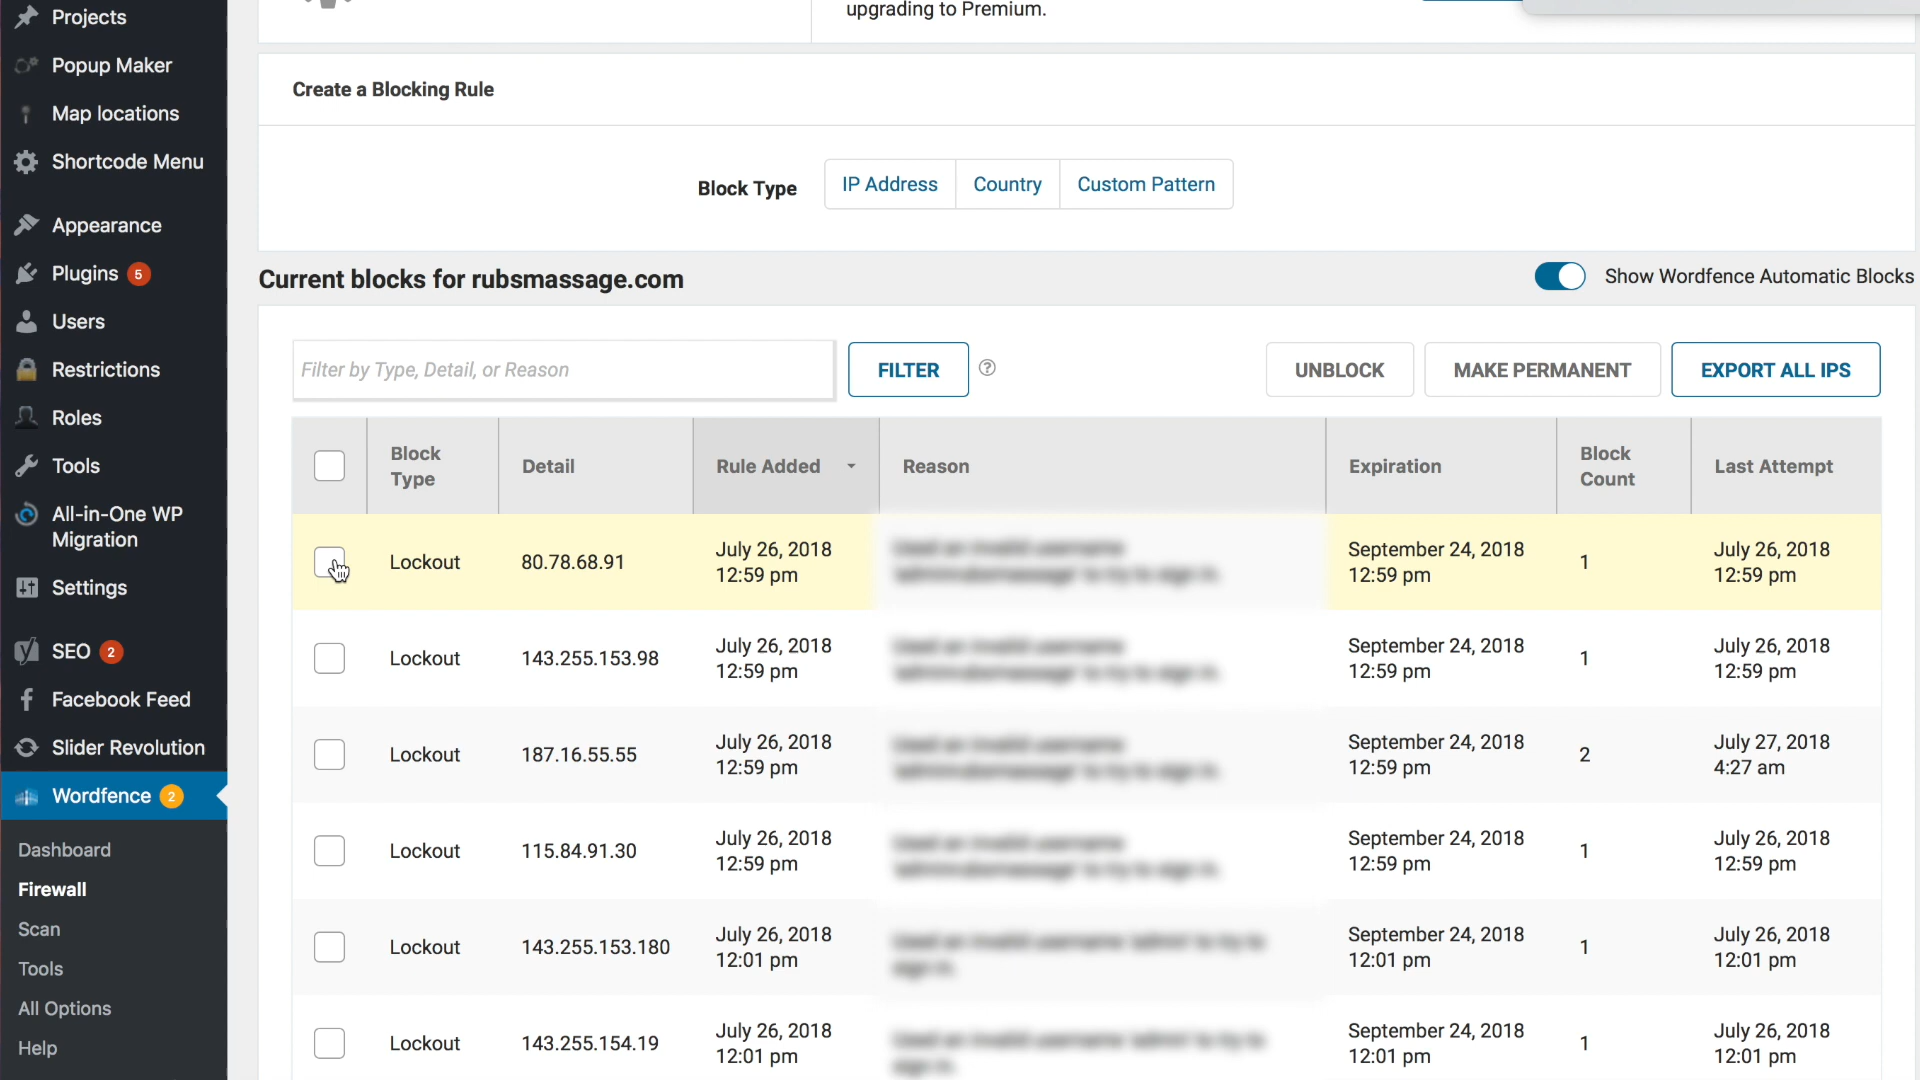 Projects
Popup Maker
Map locations
Shortcode Menu
Appearance
Plugins 5
Users
Restrictions
Roles
Tools
All-in-One WP
Migration
Settings
SEO 2
Facebook Feed
Slider Revolution
Wordfence 2
Dashboard
Firewall
Scan
Tools
All Options
Help
upgrading to Premium.
Create a Blocking Rule
Block Type IP Address Country Custom Pattern
Current blocks for rubsmassage.com Show Wordfence Automatic Blocks
Filter by Type, Detail, or Reason FILTER ? UNBLOCK MAKE PERMANENT EXPORT ALL IPS
Block
Type
Detail
Rule Added
Reason
Expiration
Block
Count
Last Attempt
Lockout
80.78.68.91
July 26, 2018
12:59 pm
September 24, 2018
12:59 pm
1
July 26, 2018
12:59 pm
Lockout
143.255.153.98
July 26, 2018
12:59 pm
September 24, 2018
12:59 pm
1
July 26, 2018
12:59 pm
Lockout
187.16.55.55
July 26, 2018
12:59 pm
September 24, 2018
12:59 pm
2
July 27, 2018
4:27 am
Lockout
115.84.91.30
July 26, 2018
12:59 pm
September 24, 2018
12:59 pm
1
July 26, 2018
12:59 pm
Lockout
143.255.153.180
July 26, 2018
12:01 pm
September 24, 2018
12:01 pm
1
July 26, 2018
12:01 pm
Lockout
143.255.154.19
July 26, 2018
12:01 pm
September 24, 2018
12:01 pm
1
July 26, 2018
12:01 pm